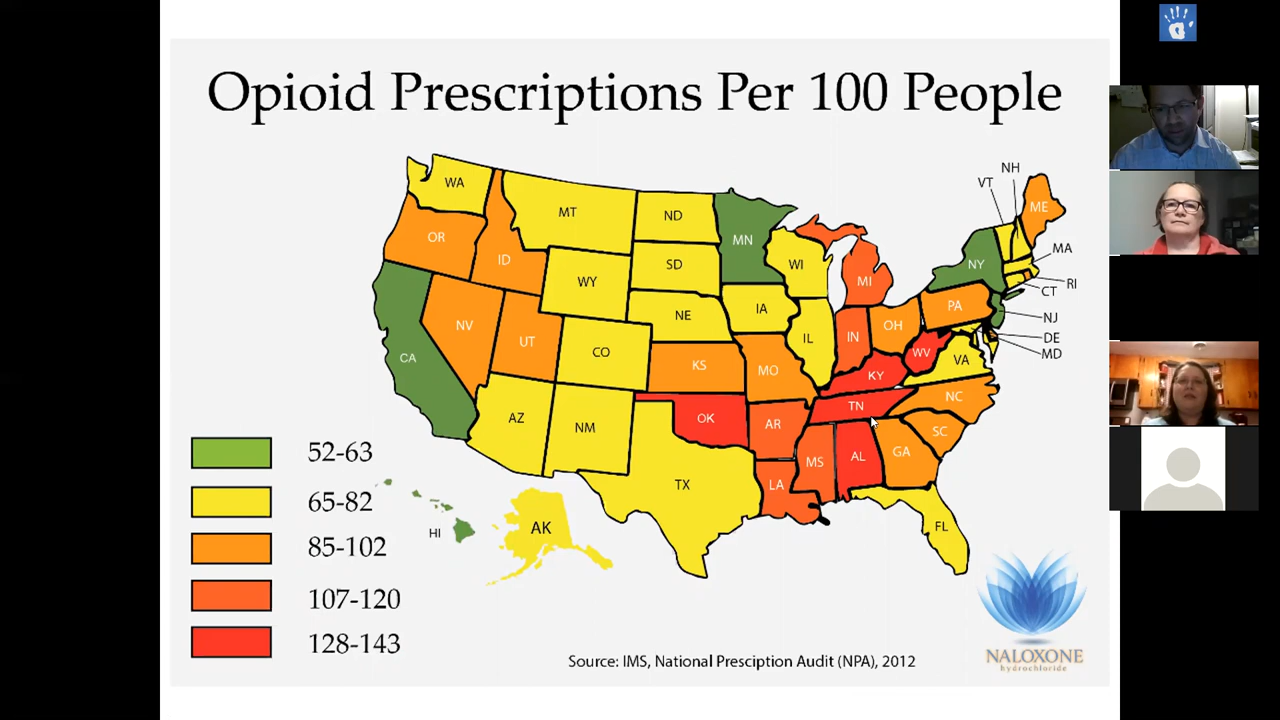 Opioid Prescriptions Per 100 People
WA
MT
ND
MN
VT
NH
ME
OR
ID
WY
SD
WI
MI
NY
MA
RI
CT
NJ
DE
MD
NV
UT
CO
NE
IA
IL
IN
OH
PA
CA
KS
MO
KY
WV
VA
AZ
NM
OK
AR
TN
NC
SC
TX
LA
MS
AL
GA
FL
HI
AK
52-63
65-82
85-102
107-120
128-143
Source: IMS, National Presciption Audit (NPA), 2012
NALOXONE
hydrochloride